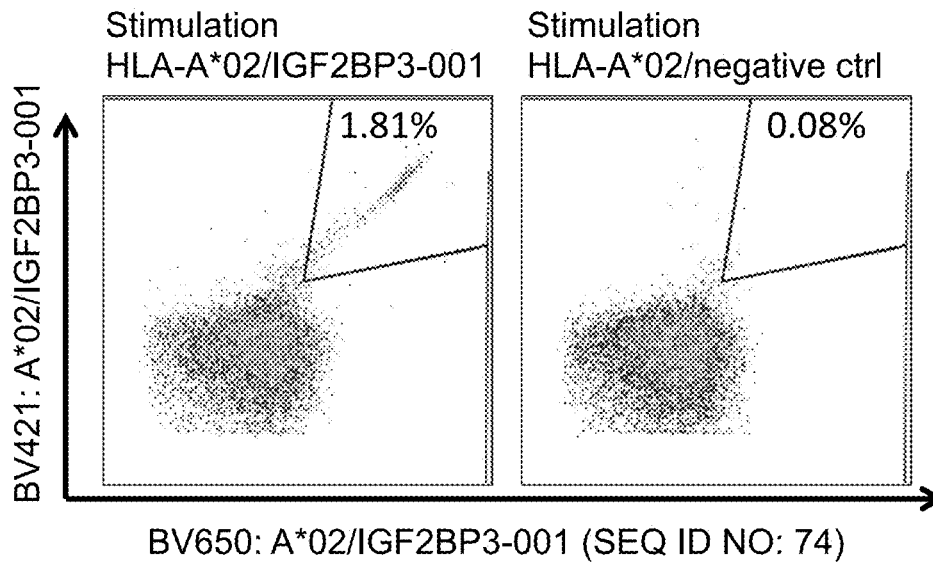 Stimulation
HLA-A*02/IGF2BP3-001
Stimulation
HLA-A*02/negative ctrl
1.81%
0.08%
BV421: A*02/IGF2BP3-001
BV650: A*02/IGF2BP3-001 (SEQ ID NO: 74)